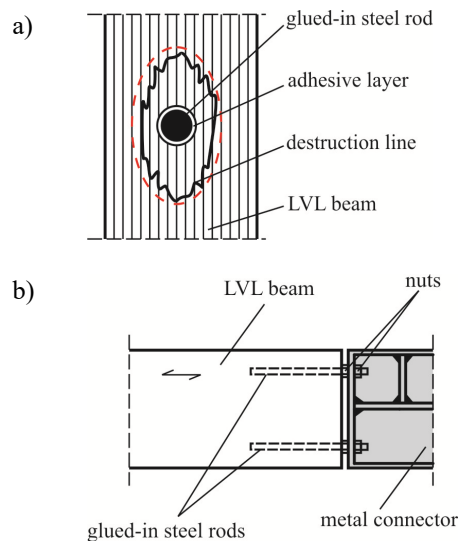 a)
glued-in steel rod
adhesive layer
destruction line
LVL beam
b)
LVL beam
nuts
glued-in steel rods
metal connector